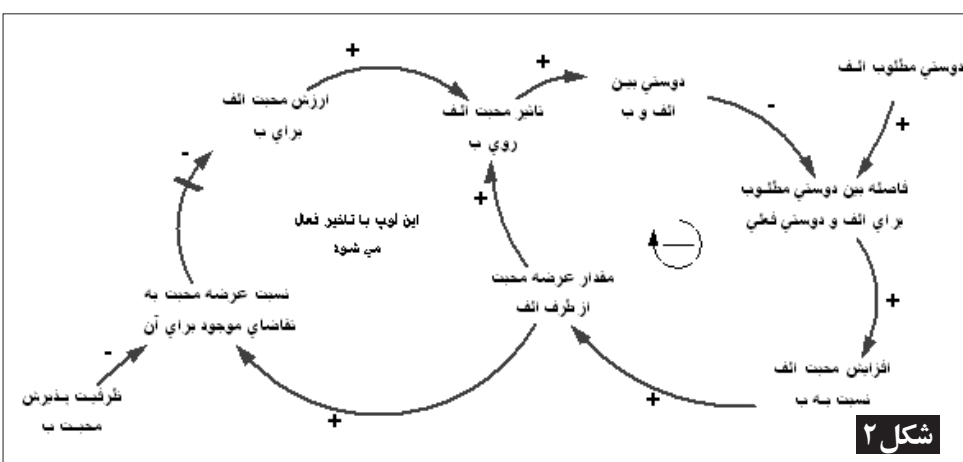 دوستي مطلوب الف
دوستي بين
الف و ب
ارزش محبت الف
براي ب
تاثير محبت الف
روي ب
فاصله بين دوستي مطلوب
براي الف و دوستي فعلي
اين لوپ با تاخير فعال
مي شود
مقدار عرضه محبت
از طرف الف
نسبت عرضه محبت به
تقاضاي موجود براي آن
افزايش محبت الف
نسبت به ب
ظرفيت پذيرش
محبت ب
شکل ۲
+
+
-
+
-
+
+
+
+
-